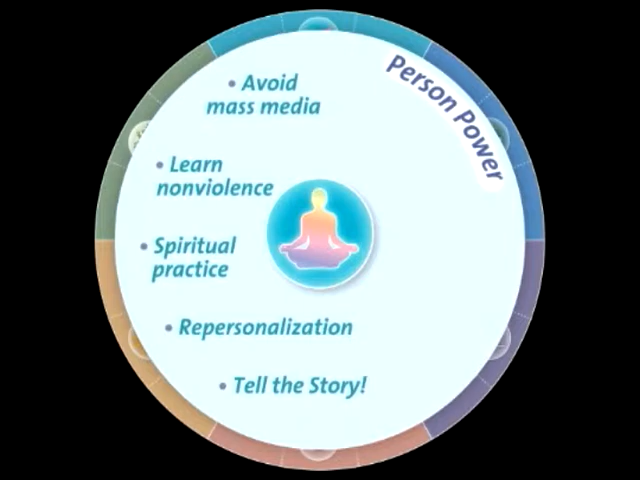 Person Power
• Avoid
mass media
• Learn
nonviolence
• Spiritual
practice
• Repersonalization
• Tell the Story!